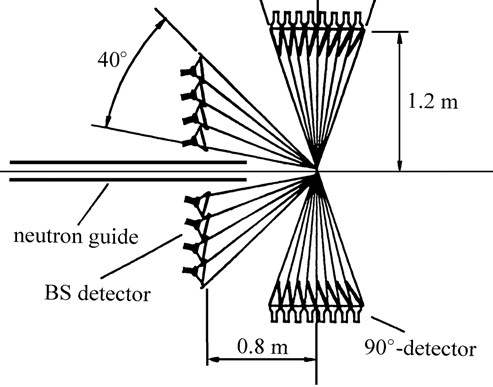 40°
1.2 m
neutron guide
BS detector
0.8 m
90°-detector